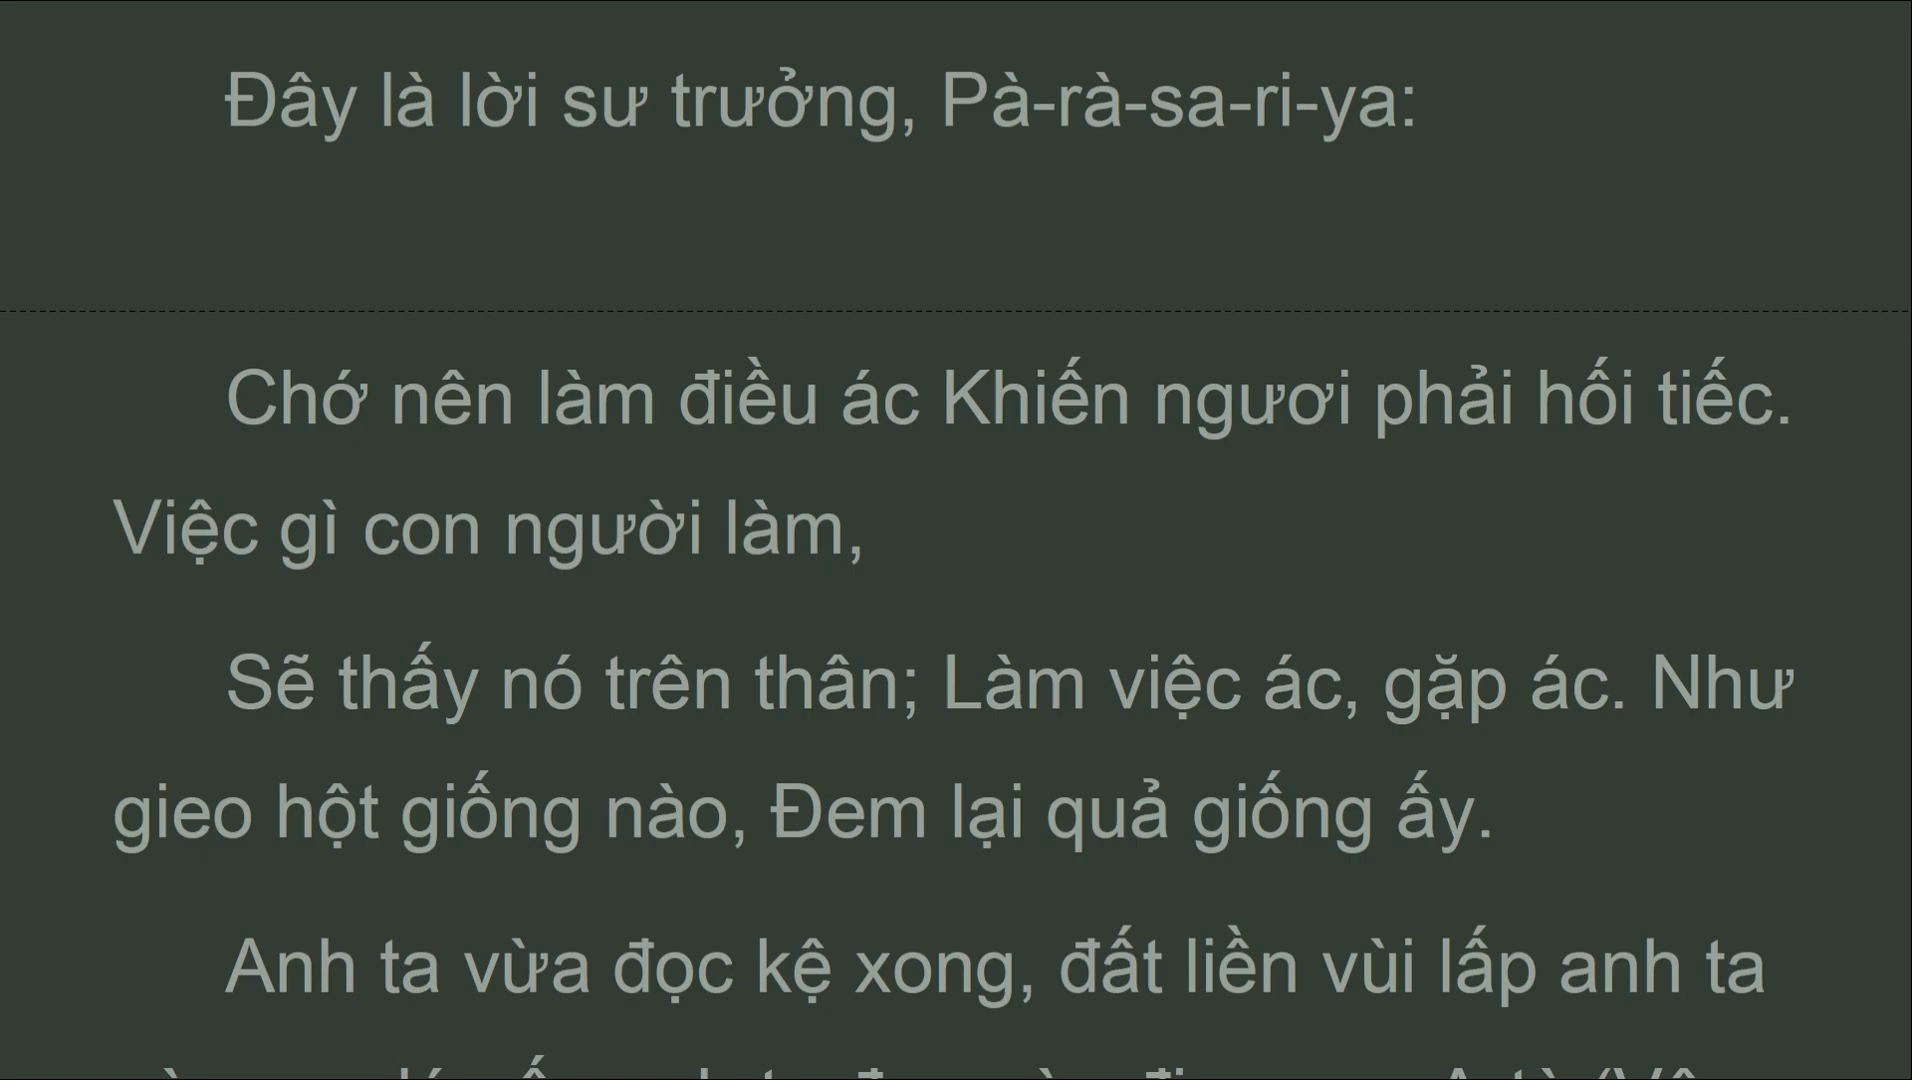 Đây là lời sư trưởng, Pà-rà-sa-ri-ya:
Chớ nên làm điều ác Khiến ngươi phải hối tiếc.
Việc gì con người làm,
Sẽ thấy nó trên thân; Làm việc ác, gặp ác. Như
gieo hột giống nào, Đem lại quả giống ấy.
Anh ta vừa đọc kệ xong, đất liền vùi lấp anh ta